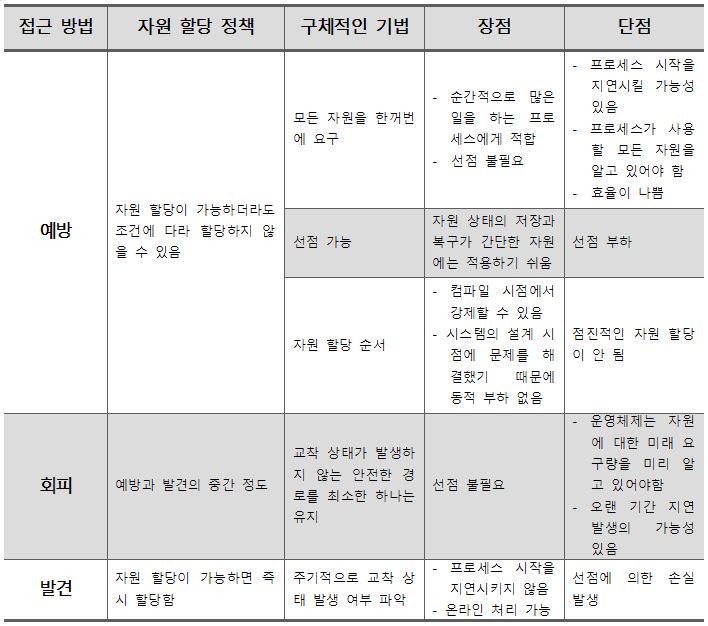 접근 방법
자원 할당 정책
구체적인 기법
장점
단점
예방
자원 할당이 가능하더라도
조건에 다라 할당하지 않
을 수 있음
모든 자원을 한꺼번
에 요구
- 순간적으로 많은
일을 하는 프로
세스에게 적합
- 선점 불필요
- 프로세스 시작을
지연시킬 가능성
있음
- 프로세스가 사용
할 모든 자원을
알고 있어야 함
- 효율이 나쁨
선점 가능
자원 상태의 저장과
복구가 간단한 자원
에는 적용하기 쉬움
선점 부하
자원 할당 순서
- 컴파일 시점에서
강제할 수 있음
- 시스템의 설계 시
점에 문제를 해
결했기 때문에
동적 부하 없음
점진적인 자원 할당
이 안 됨
회피
예방과 발견의 중간 정도
교착 상태가 발생하
지 않는 안전한 경
로를 최소한 하나는
유지
선점 불필요
- 운영체제는 자원
에 대한 미래 요
구량을 미리 알
고 있어야함
- 오랜 기간 지연
발생의 가능성
있음
발견
자원 할당이 가능하면 즉
시 할당함
주기적으로 교착 상
태 발생 여부 파악
- 프로세스 시작을
지연시키지 않음
- 온라인 처리 가능
선점에 의한 손실
발생